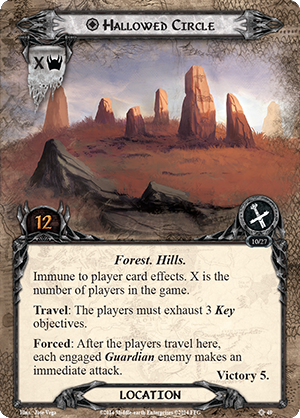 HALLOWED CIRCLE
X
12
10/27
Forest. Hills.
Immune to player card effects. X is the
number of players in the game.
Travel: The players must exhaust 3 Key
objectives.
Forced: After the players travel here,
each engaged Guardian enemy makes an
immediate attack.
Victory 5.
LOCATION